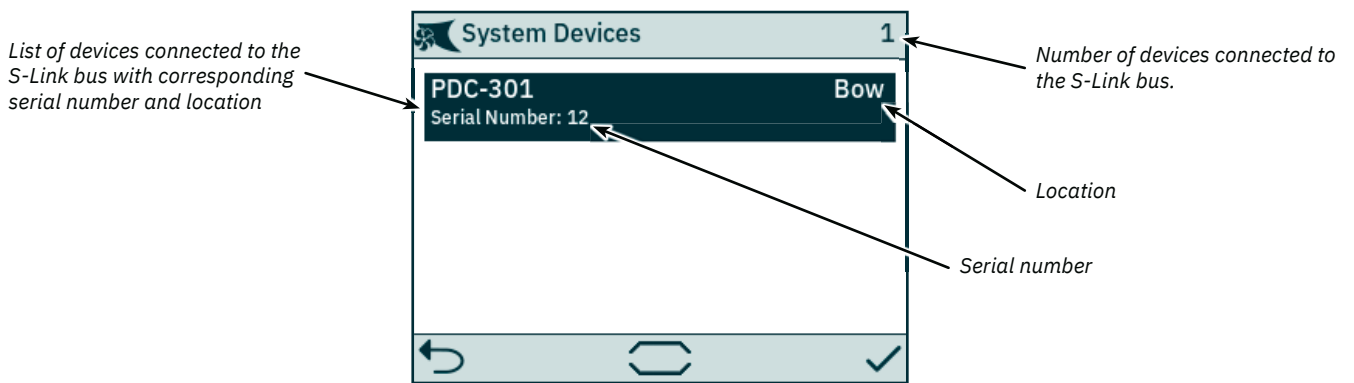 System Devices 1
List of devices connected to the
S-Link bus with corresponding
serial number and location
Number of devices connected to
the S-Link bus.
PDC-301 Bow
Serial Number: 12
Location
Serial number